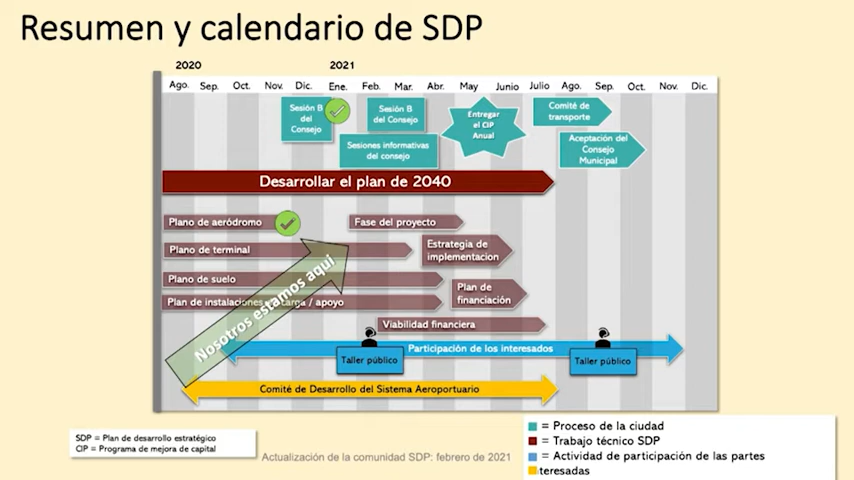 Resumen y calendario de SDP
2020
2021
Ago. Sep. Oct. Nov. Dic. Ene. Feb. Mar. Abr. May Junio Julio Ago. Sep. Oct. Nov. Dic.
Sesión B
del
Consejo
Sesión B
del Consejo
Entregar
el CIP
Anual
Comité de
transporte
Sesiones informativas
del consejo
Aceptación del
Consejo
Municipal
Desarrollar el plan de 2040
Plano de aeródromo
Fase del proyecto
Plano de terminal
Estrategia de
implementacion
Plano de suelo
Plan de
financiación
Plan de instalaciones carga / apoyo
Nosotros estamos aquí
Viabilidad financiera
Participación de los interesados
Taller público
Taller público
Comité de Desarrollo del Sistema Aeroportuario
SDP = Plan de desarrollo estratégico
CIP = Programa de mejora de capital
Actualización de la comunidad SDP: febrero de 2021
= Proceso de la ciudad
= Trabajo técnico SDP
= Actividad de participación de las partes
interesadas